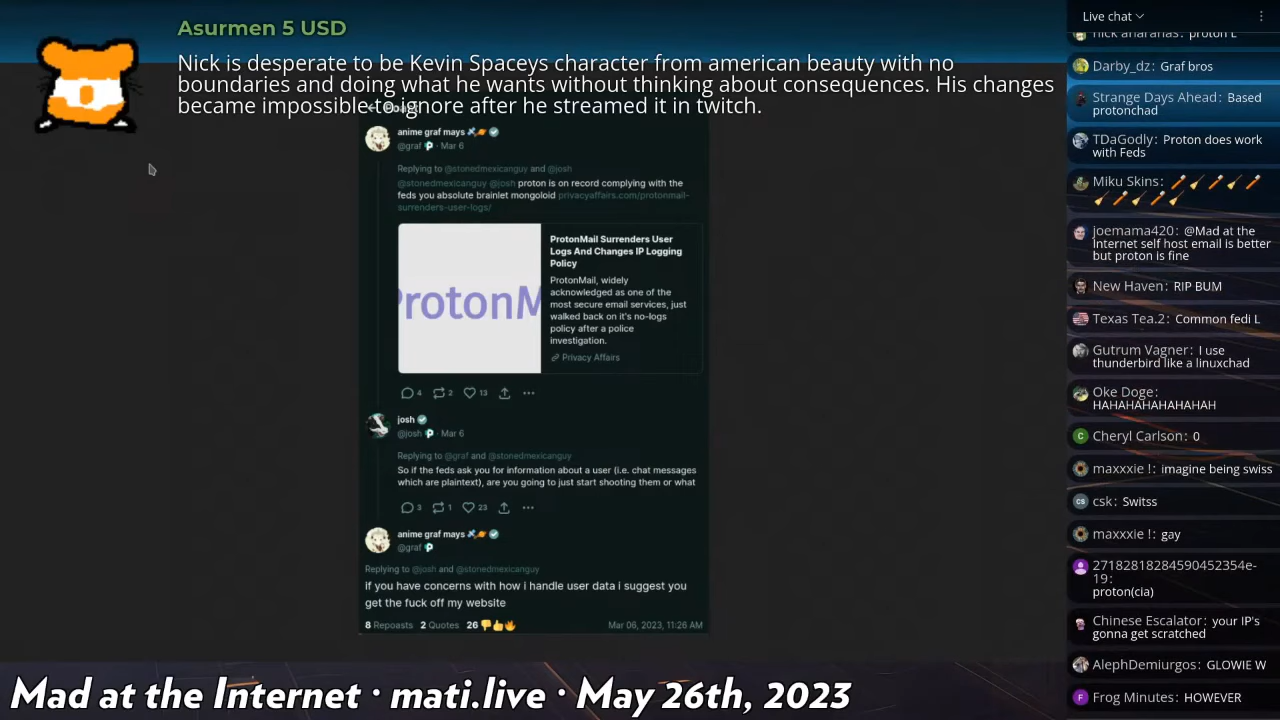 Asurmen 5 USD
Nick is desperate to be Kevin Spaceys character from american beauty with no
boundaries and doing what he wants without thinking about consequences. His changes
became impossible to ignore after he streamed it in twitch.
anime graf mays
@graf · Mar 6
Replying to @stonedmexicanguy and @josh
@stonedmexicanguy @josh proton is on record complying with the
feds you absolute brainlet mongoloid privacyaffairs.com/protonmail-
surrenders-user-logs/
ProtonM
ProtonMail Surrenders User
Logs And Changes IP Logging
Policy
ProtonMail, widely
acknowledged as one of the
most secure email services, just
walked back on it's no-logs
policy after a police
investigation.
Privacy Affairs
4 2 13
josh
@josh · Mar 6
Replying to @graf and @stonedmexicanguy
So if the feds ask you for information about a user (i.e. chat messages
which are plaintext), are you going to just start shooting them or what
3 1 23
anime graf mays
@graf
Replying to @josh and @stonedmexicanguy
if you have concerns with how i handle user data i suggest you
get the fuck off my website
8 Reposts 2 Quotes 26 👎👍🔥 Mar 06, 2023, 11:26 AM
Mad at the Internet · mati.live · May 26th, 2023
Live chat
Darby_dz: Graf bros
Strange Days Ahead: Based
protonchad
TDaGodly: Proton does work
with Feds
Miku Skins:
joemama420: @Mad at the
Internet self host email is better
but proton is fine
New Haven: RIP BUM
Texas Tea.2: Common fedi L
Gutrum Vagner: I use
thunderbird like a linuxchad
Oke Doge:
HAHAHAHAHAHAH
C
Cheryl Carlson: 0
maxxxie !: imagine being swiss
cs
csk: Switss
maxxxie !: gay
27182818284590452354e-
19:
proton(cia)
Chinese Escalator: your IP's
gonna get scratched
AlephDemiurgos: GLOWIE W
F
Frog Minutes: HOWEVER